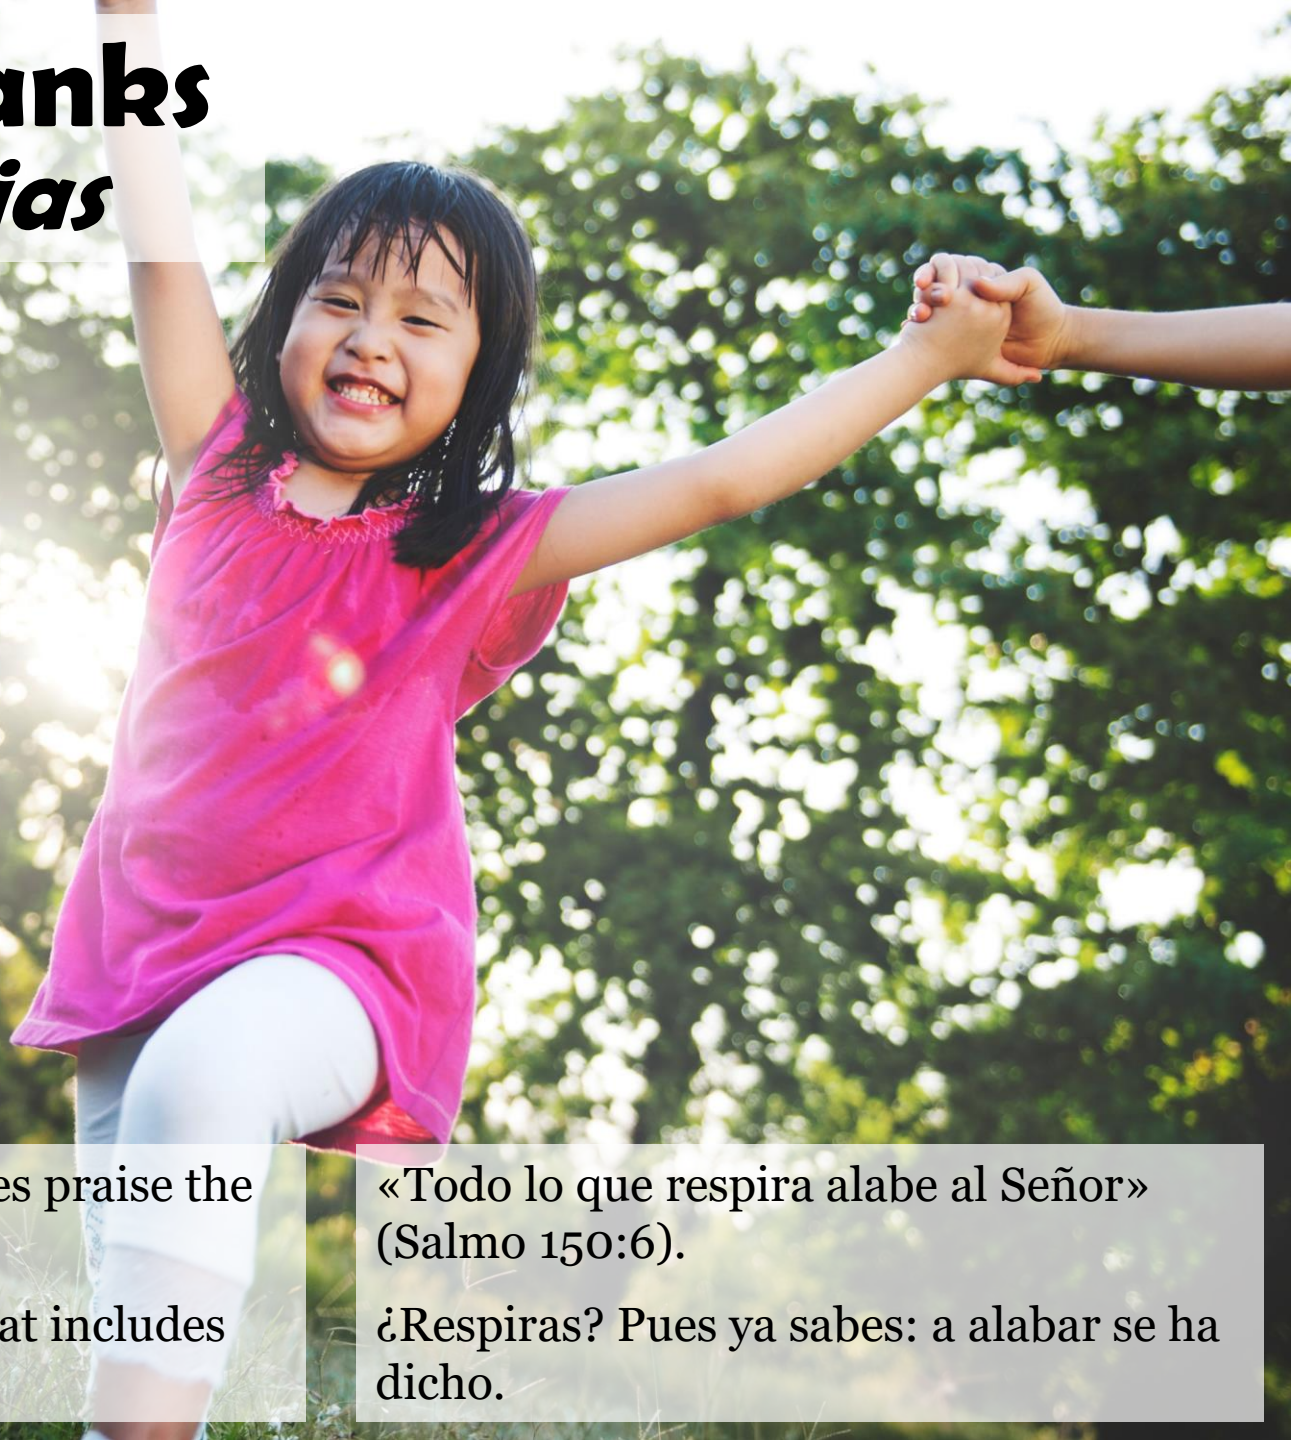 anks
ias
es praise the
at includes
«Todo lo que respira alabe al Señor»
(Salmo 150:6).
¿Respiras? Pues ya sabes: a alabar se ha
dicho.